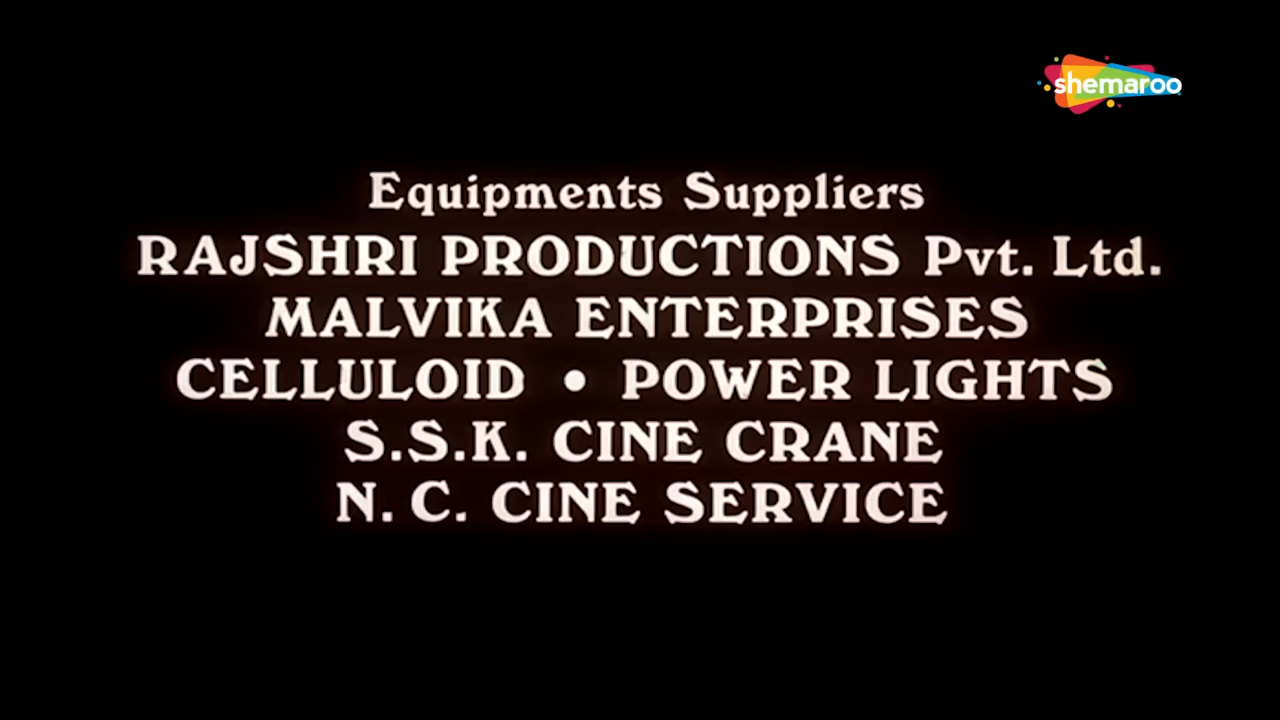 shemaroo
Equipments Suppliers
RAJSHRI PRODUCTIONS Pvt. Ltd.
MALVIKA ENTERPRISES
CELLULOID • POWER LIGHTS
S.S.K. CINE CRANE
N. C. CINE SERVICE